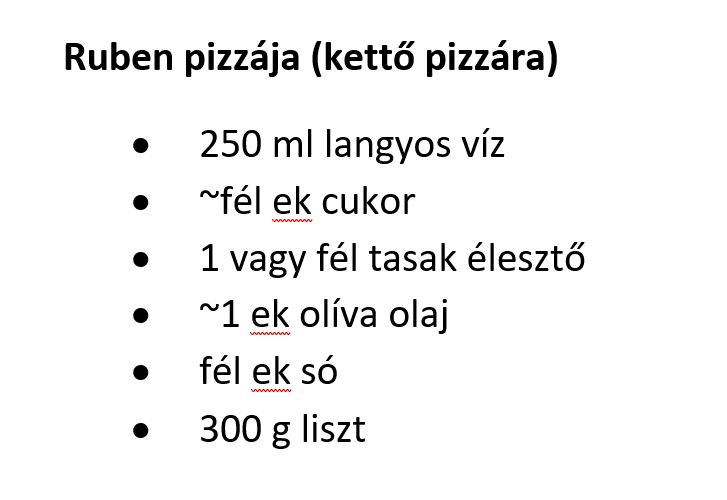 Ruben pizzája (kettő pizzára)
• 250 ml langyos víz
• ~fél ek cukor
• 1 vagy fél tasak élesztő
• ~1 ek olíva olaj
• fél ek só
• 300 g liszt